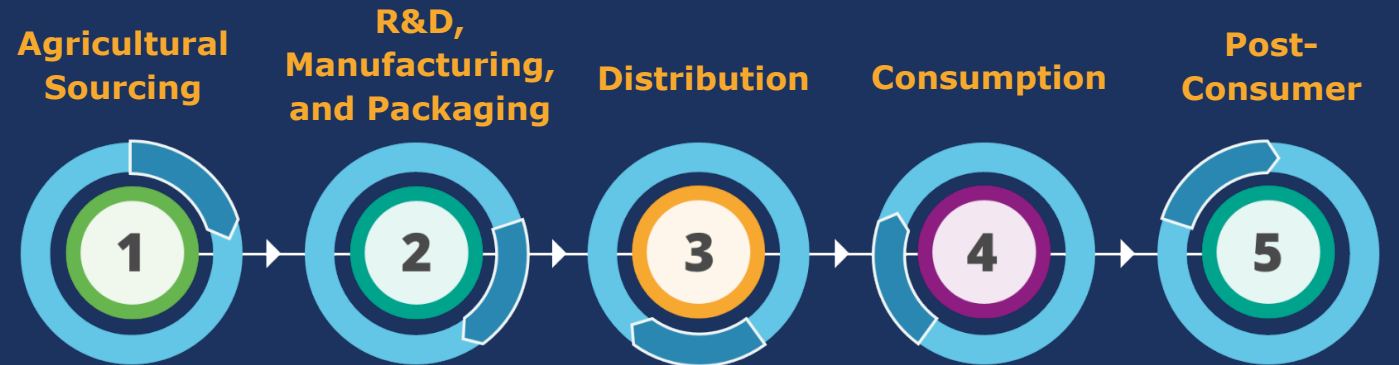 Agricultural
Sourcing
R&D,
Manufacturing,
and Packaging
Distribution
Consumption
Post-
Consumer
1
2
3
4
5